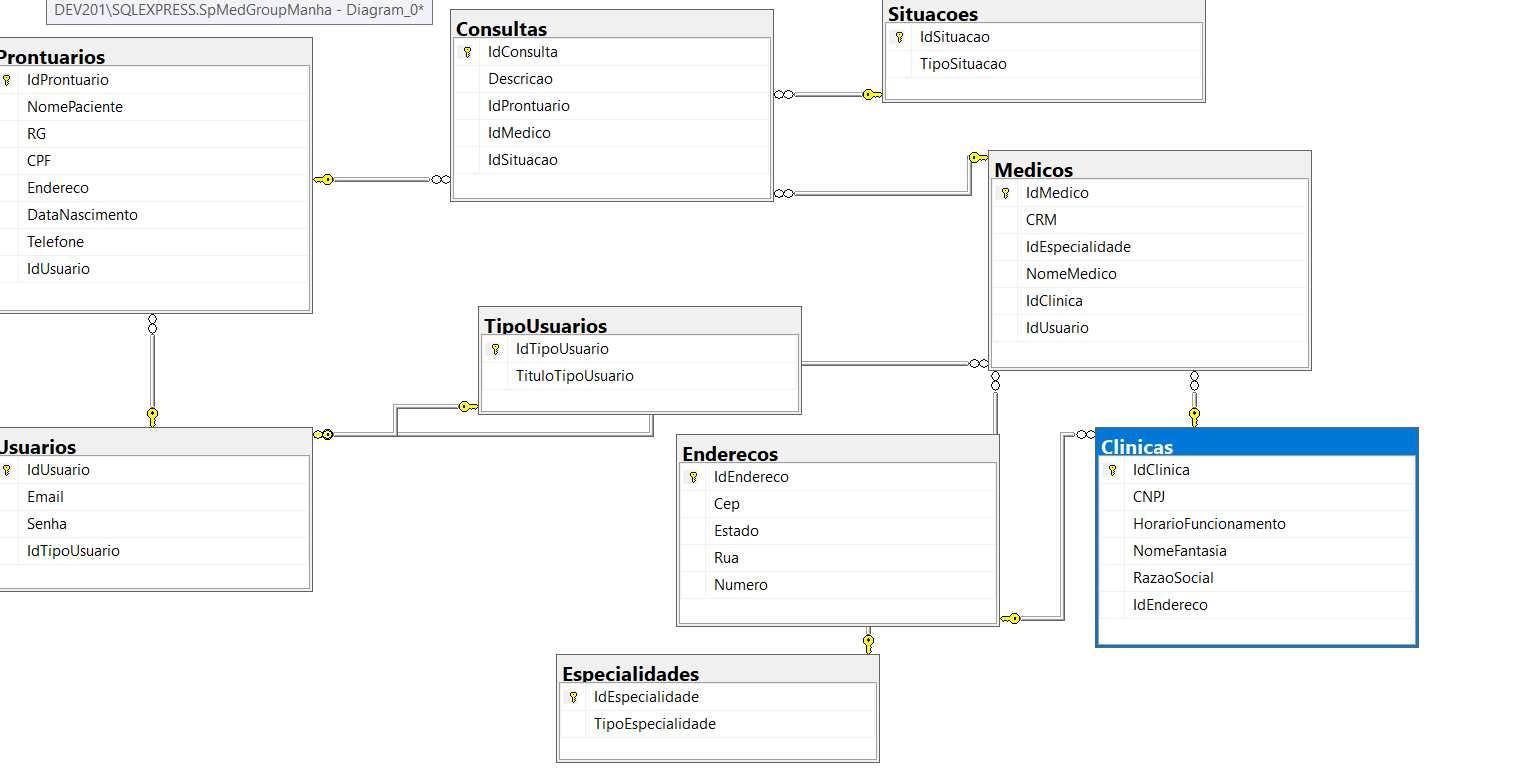 DEV201\SQLEXPRESS.SpMedGroupManha - Diagram_0*
Prontuarios
IdProntuario
NomePaciente
RG
CPF
Endereco
DataNascimento
Telefone
IdUsuario
Consultas
IdConsulta
Descricao
IdProntuario
IdMedico
IdSituacao
Situacoes
IdSituacao
TipoSituacao
Medicos
IdMedico
CRM
IdEspecialidade
NomeMedico
IdClinica
IdUsuario
TipoUsuarios
IdTipoUsuario
TituloTipoUsuario
Usuarios
IdUsuario
Email
Senha
IdTipoUsuario
Enderecos
IdEndereco
Cep
Estado
Rua
Numero
Clinicas
IdClinica
CNPJ
HorarioFuncionamento
NomeFantasia
RazaoSocial
IdEndereco
Especialidades
IdEspecialidade
TipoEspecialidade